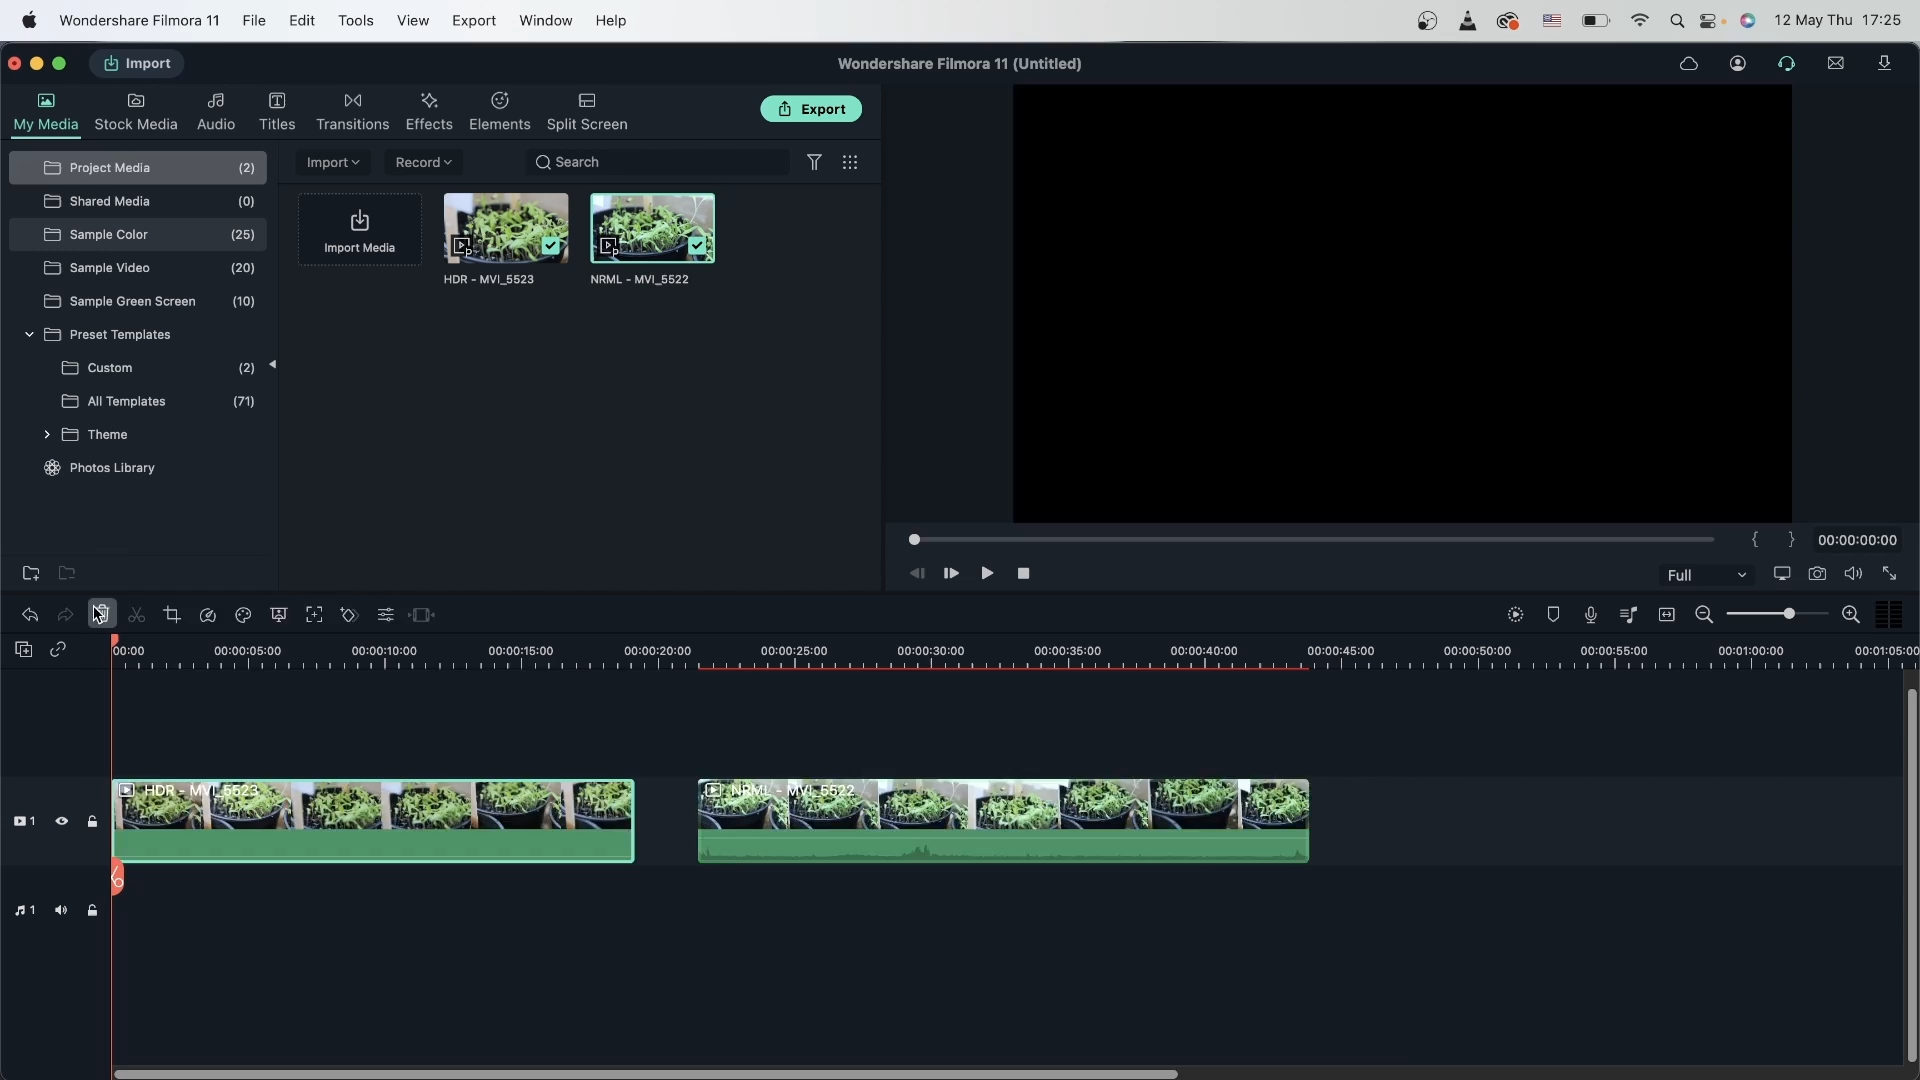 Wondershare Filmora 11 File Edit Tools View Export Window Help 12 May Thu 17:25
Import Wondershare Filmora 11 (Untitled)
My Media Stock Media Audio Titles Transitions Effects Elements Split Screen Export
Project Media (2)
Shared Media (0)
Sample Color (25)
Sample Video (20)
Sample Green Screen (10)
Preset Templates
Custom (2)
All Templates (71)
Theme
Photos Library
Import Record Search
Import Media
HDR - MVI_5523 NRML - MVI_5522
{ } 00:00:00:00
Full
00:00 00:00:05:00 00:00:10:00 00:00:15:00 00:00:20:00 00:00:25:00 00:00:30:00 00:00:35:00 00:00:40:00 00:00:45:00 00:00:50:00 00:00:55:00 00:01:00:00 00:01:05:00
HDR - MVI_5523 NRML - MVI_5522
1
1